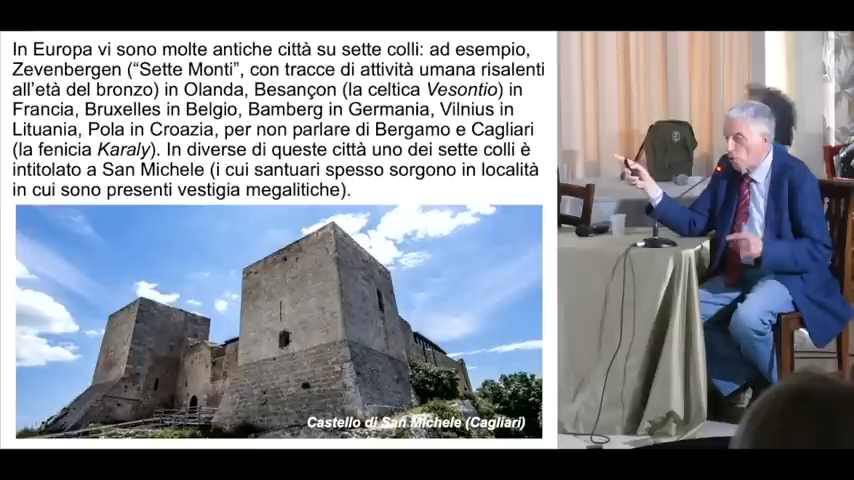 In Europa vi sono molte antiche città su sette colli: ad esempio,
Zevenbergen (“Sette Monti”, con tracce di attività umana risalenti
all’età del bronzo) in Olanda, Besançon (la celtica Vesontio) in
Francia, Bruxelles in Belgio, Bamberg in Germania, Vilnius in
Lituania, Pola in Croazia, per non parlare di Bergamo e Cagliari
(la fenicia Karaly). In diverse di queste città uno dei sette colli è
intitolato a San Michele (i cui santuari spesso sorgono in località
in cui sono presenti vestigia megalitiche).
Castello di San Michele (Cagliari)